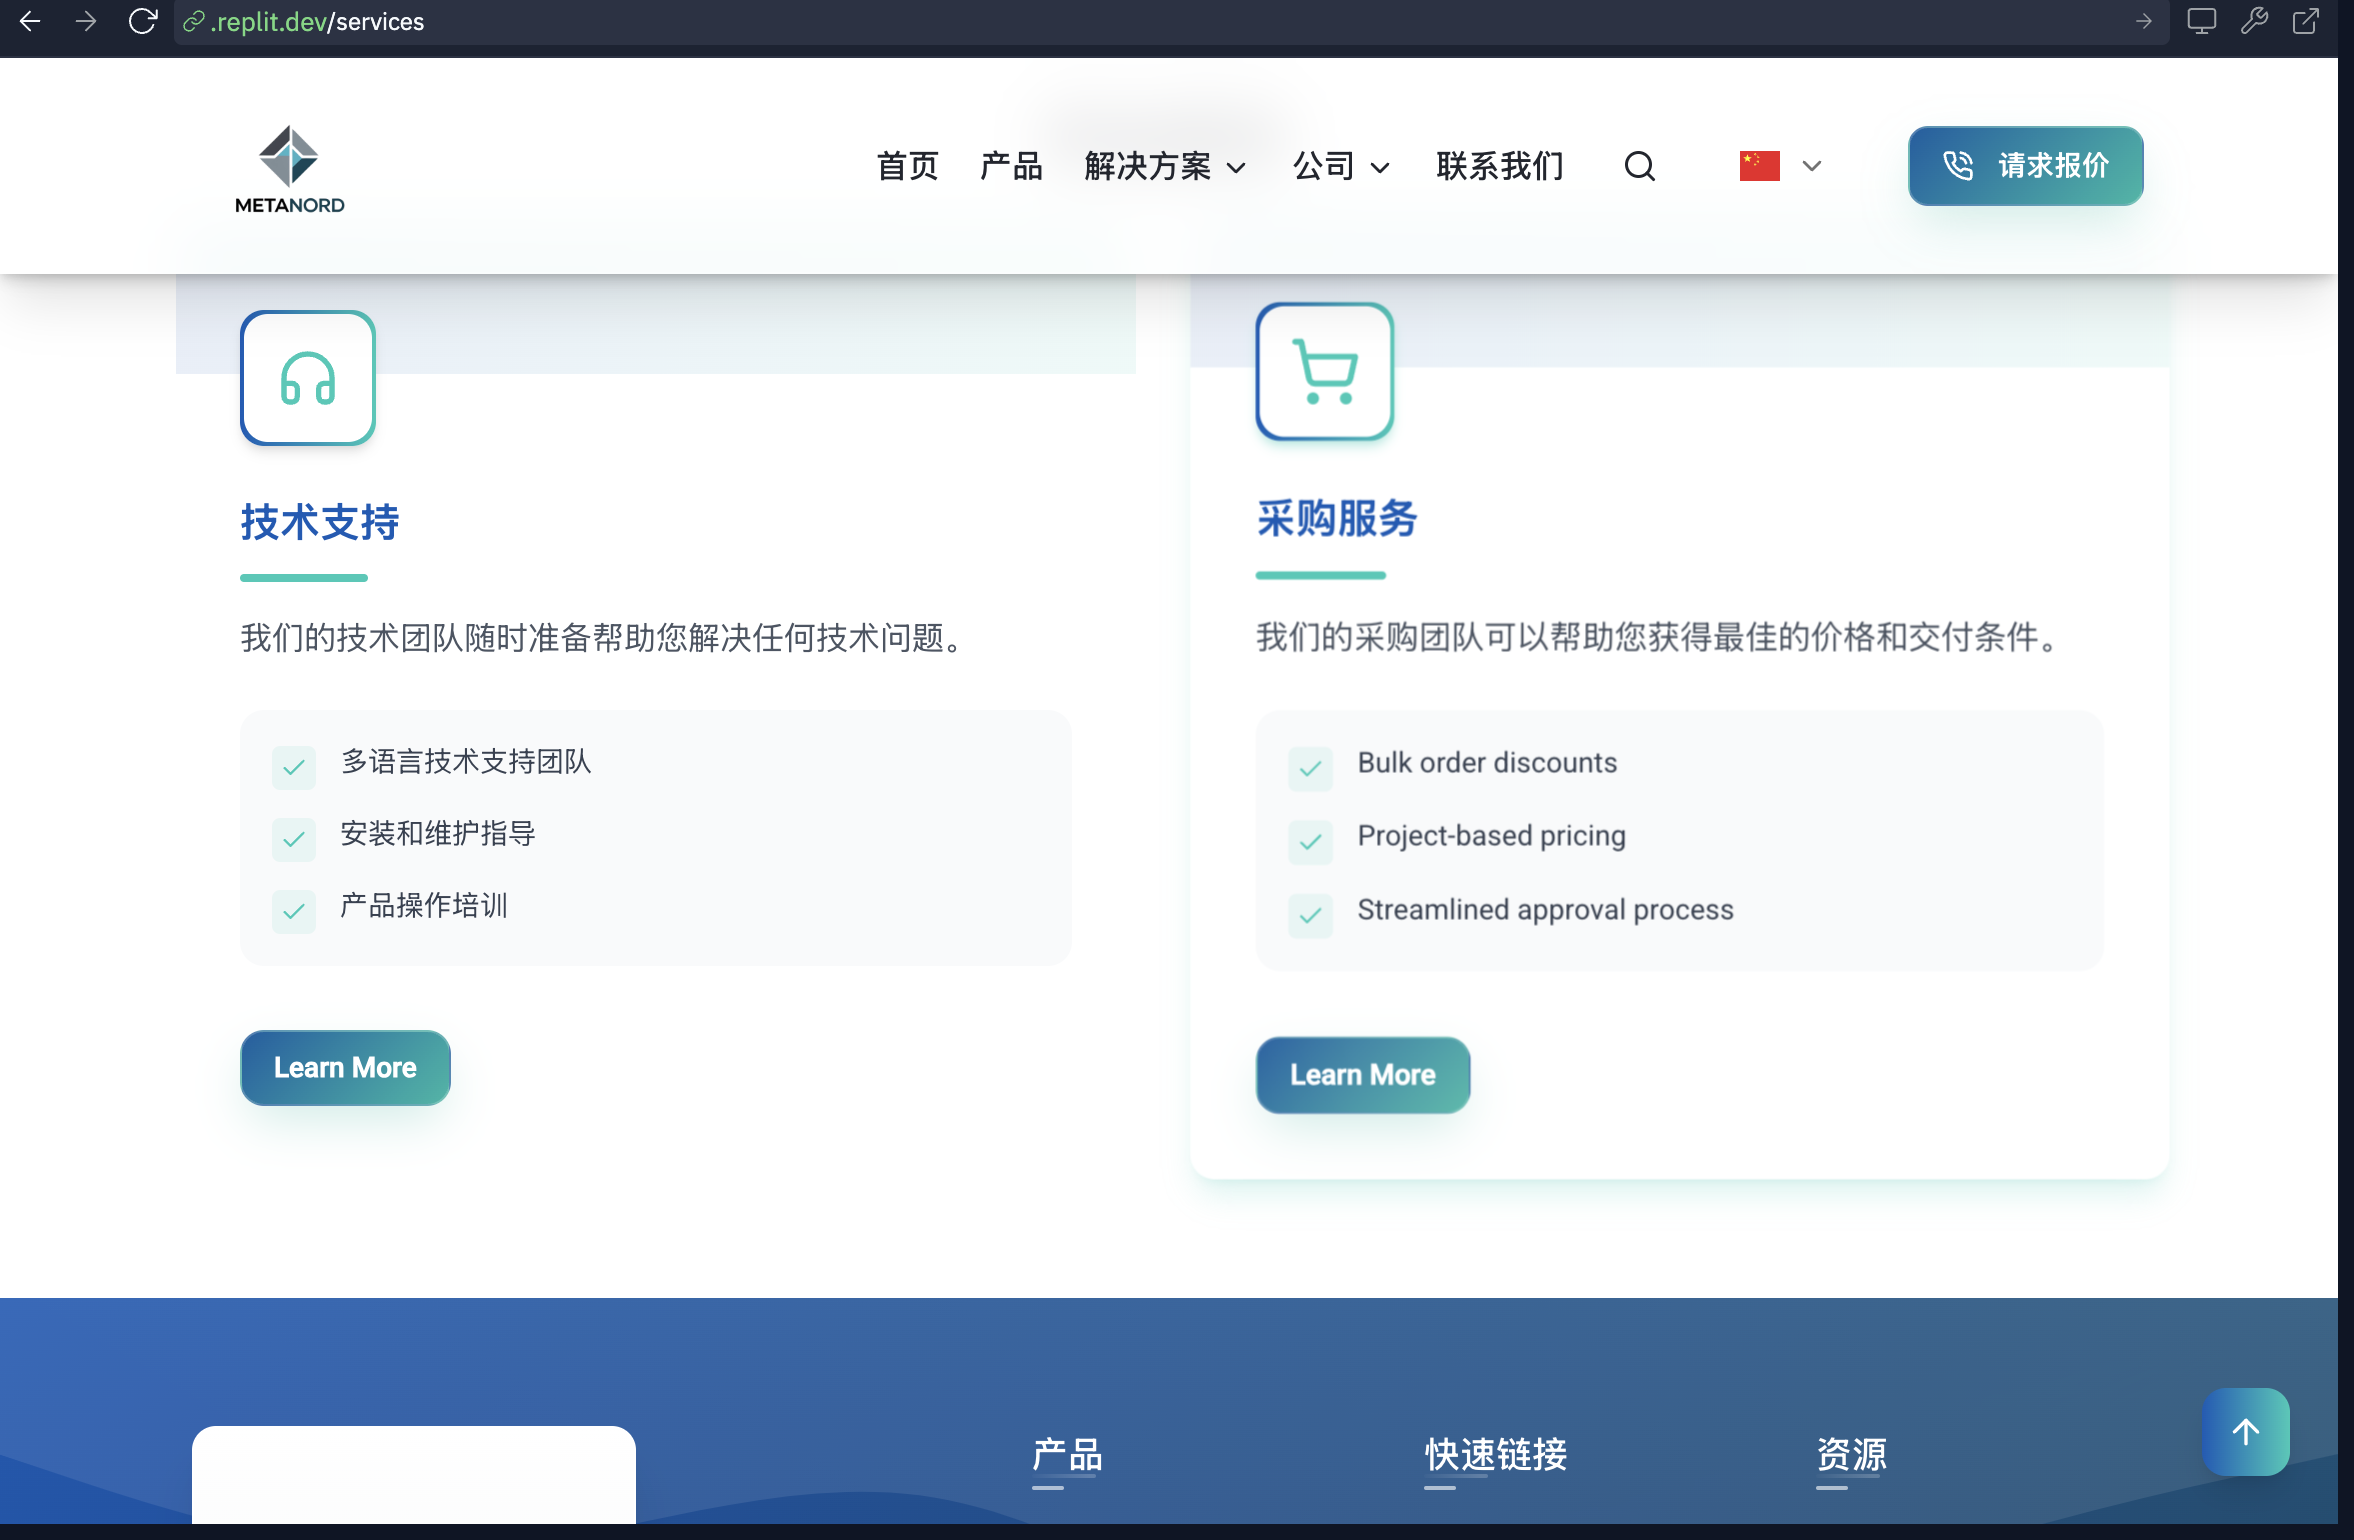 .replit.dev/services
METANORD
首页 产品 解决方案 公司 联系我们 请求报价
技术支持
我们的技术团队随时准备帮助您解决任何技术问题。
多语言技术支持团队
安装和维护指导
产品操作培训
Learn More
采购服务
我们的采购团队可以帮助您获得最佳的价格和交付条件。
Bulk order discounts
Project-based pricing
Streamlined approval process
Learn More
产品 快速链接 资源